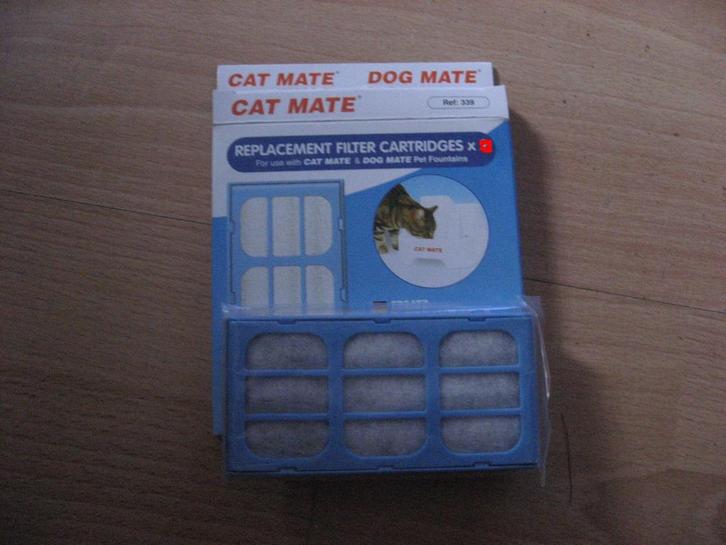 CAT MATE® DOG MATE®
CAT MATE®
Ref: 339
REPLACEMENT FILTER CARTRIDGES x
For use with CAT MATE & DOG MATE Pet Fountains
CAT MATE